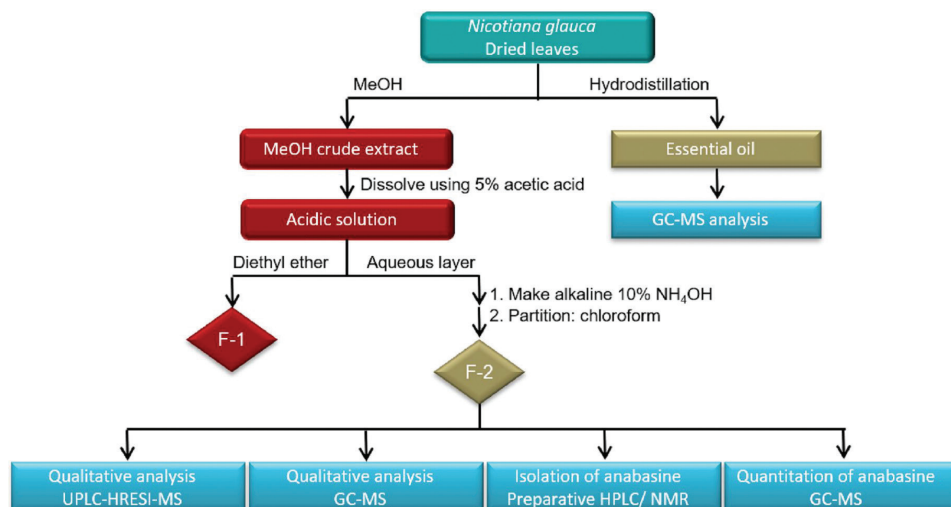 Nicotiana glauca
Dried leaves
MeOH
Hydrodistillation
MeOH crude extract
Essential oil
Dissolve using 5% acetic acid
Acidic solution
GC-MS analysis
Diethyl ether
Aqueous layer
1. Make alkaline 10% NH₄OH
2. Partition: chloroform
F-1
F-2
Qualitative analysis
UPLC-HRESI-MS
Qualitative analysis
GC-MS
Isolation of anabasine
Preparative HPLC/ NMR
Quantitation of anabasine
GC-MS